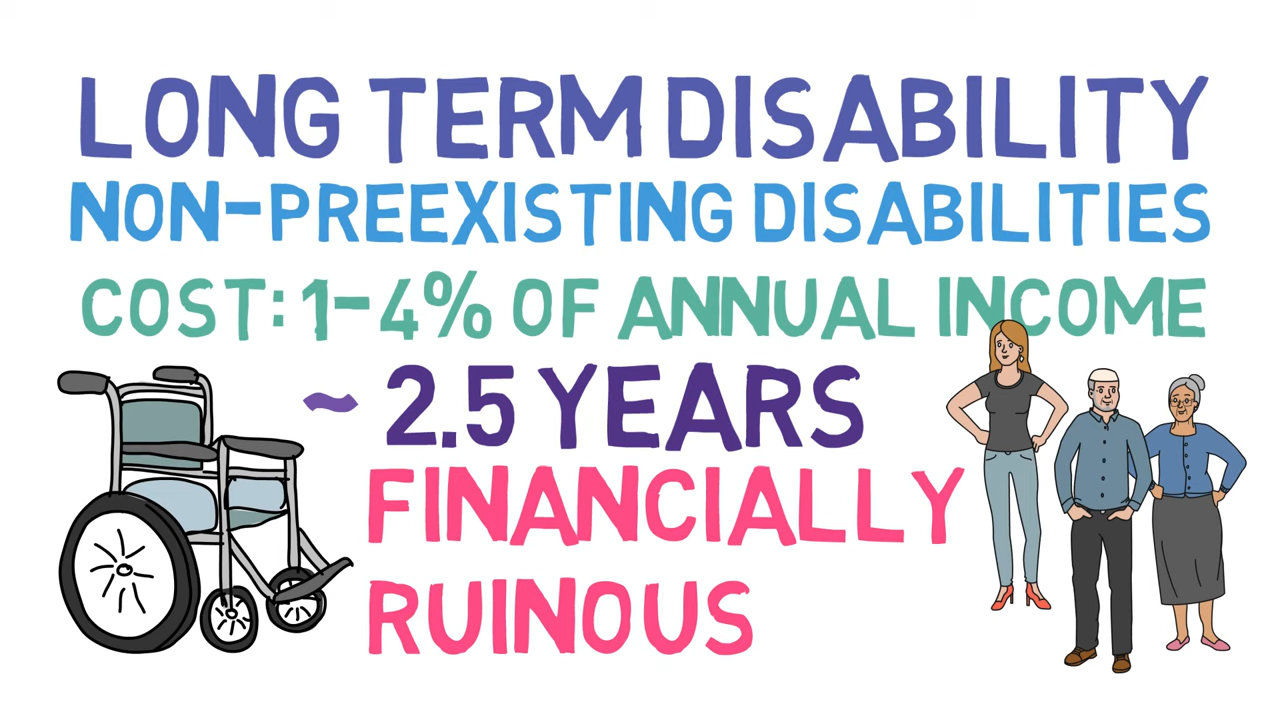 LONG TERM DISABILITY
NON-PREEXISTING DISABILITIES
COST: 1-4% OF ANNUAL INCOME
~ 2.5 YEARS
FINANCIALLY
RUINOUS